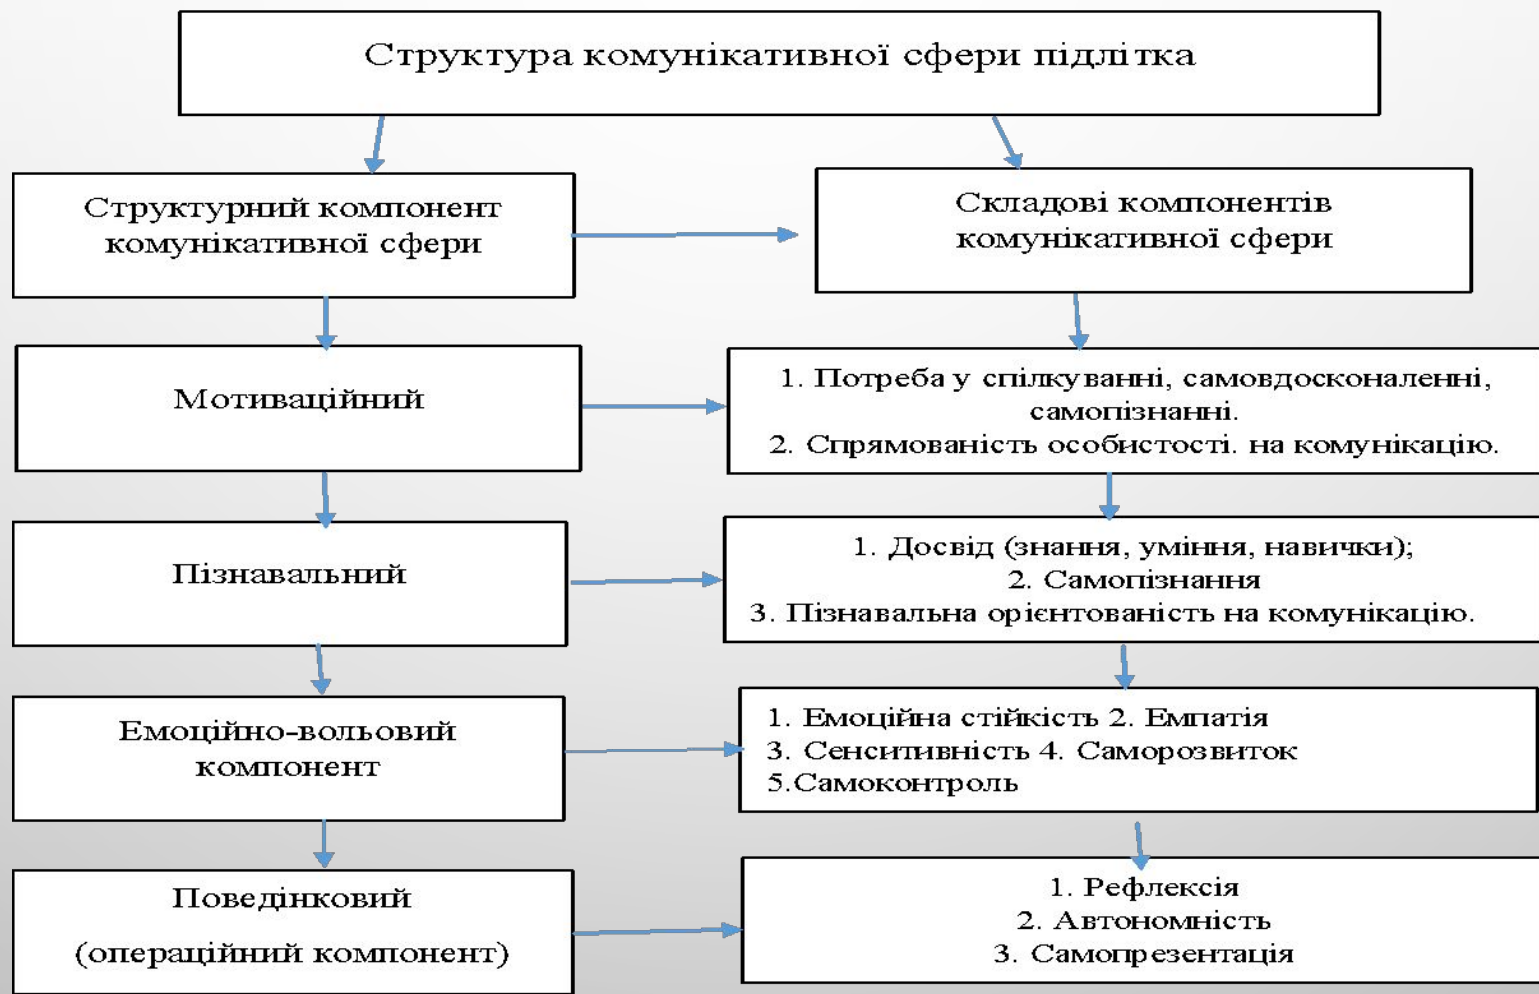 Структура комунікативної сфери підлітка
Структурний компонент
комунікативної сфери
Складові компонентів
комунікативної сфери
Мотиваційний
1. Потреба у спілкуванні, самовдосконаленні,
самопізнанні.
2. Спрямованість особистості. на комунікацію.
Пізнавальний
1. Досвід (знання, уміння, навички);
2. Самопізнання
3. Пізнавальна орієнтованість на комунікацію.
Емоційно-вольовий
компонент
1. Емоційна стійкість 2. Емпатія
3. Сенситивність 4. Саморозвиток
5.Самоконтроль
Поведінковий
(операційний компонент)
1. Рефлексія
2. Автономність
3. Самопрезентація